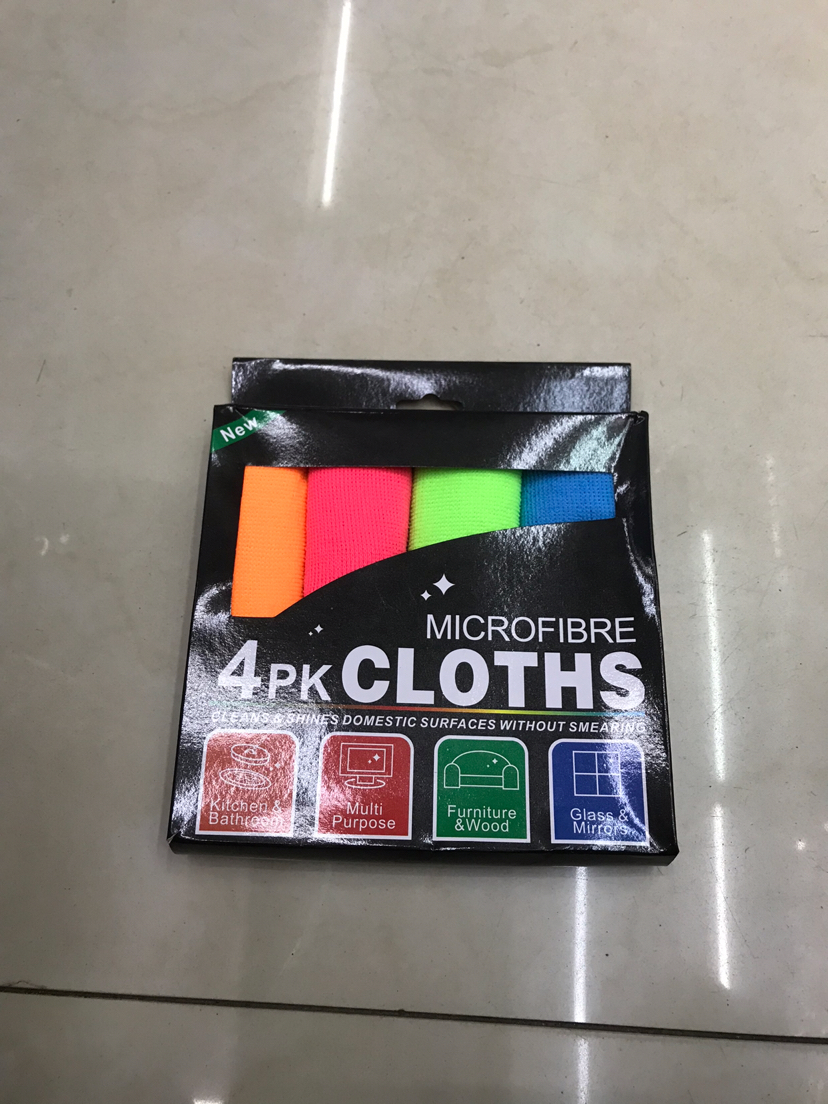 New
MICROFIBRE
4PK CLOTHS
CLEANS & SHINES DOMESTIC SURFACES WITHOUT SMEARING
Kitchen &
Bathroom
Multi
Purpose
Furniture
&Wood
Glass &
Mirrors